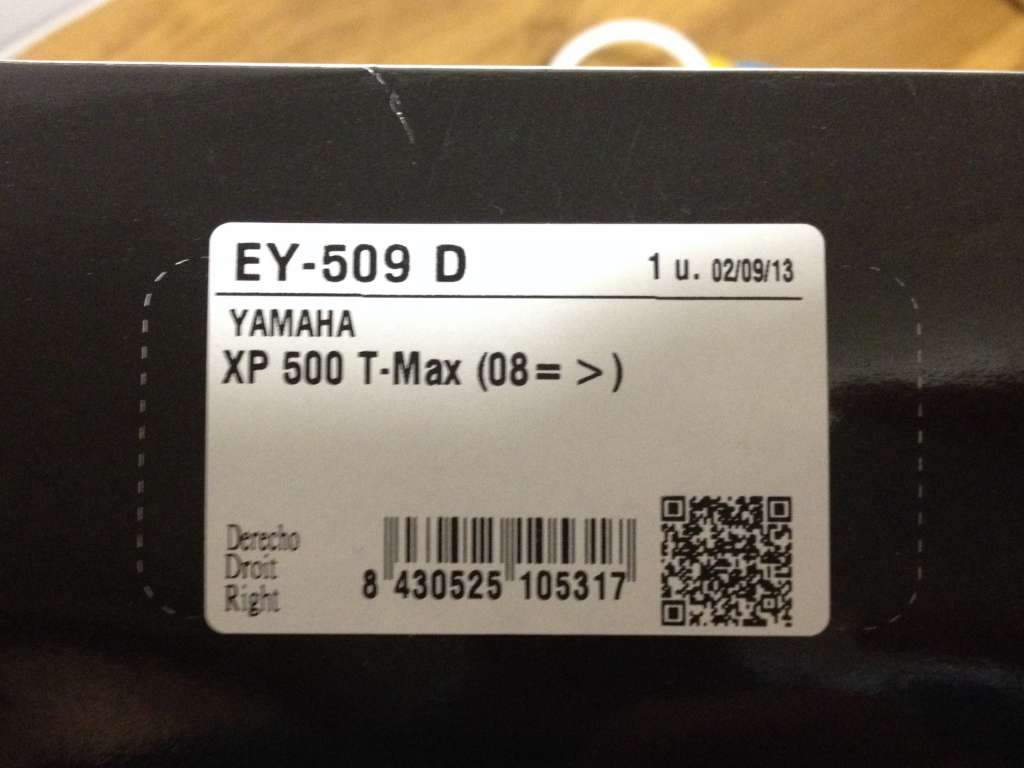 EY-509 D 1 u. 02/09/13
YAMAHA
XP 500 T-Max (08= >)
Derecho
Droit
Right
8 430525 105317